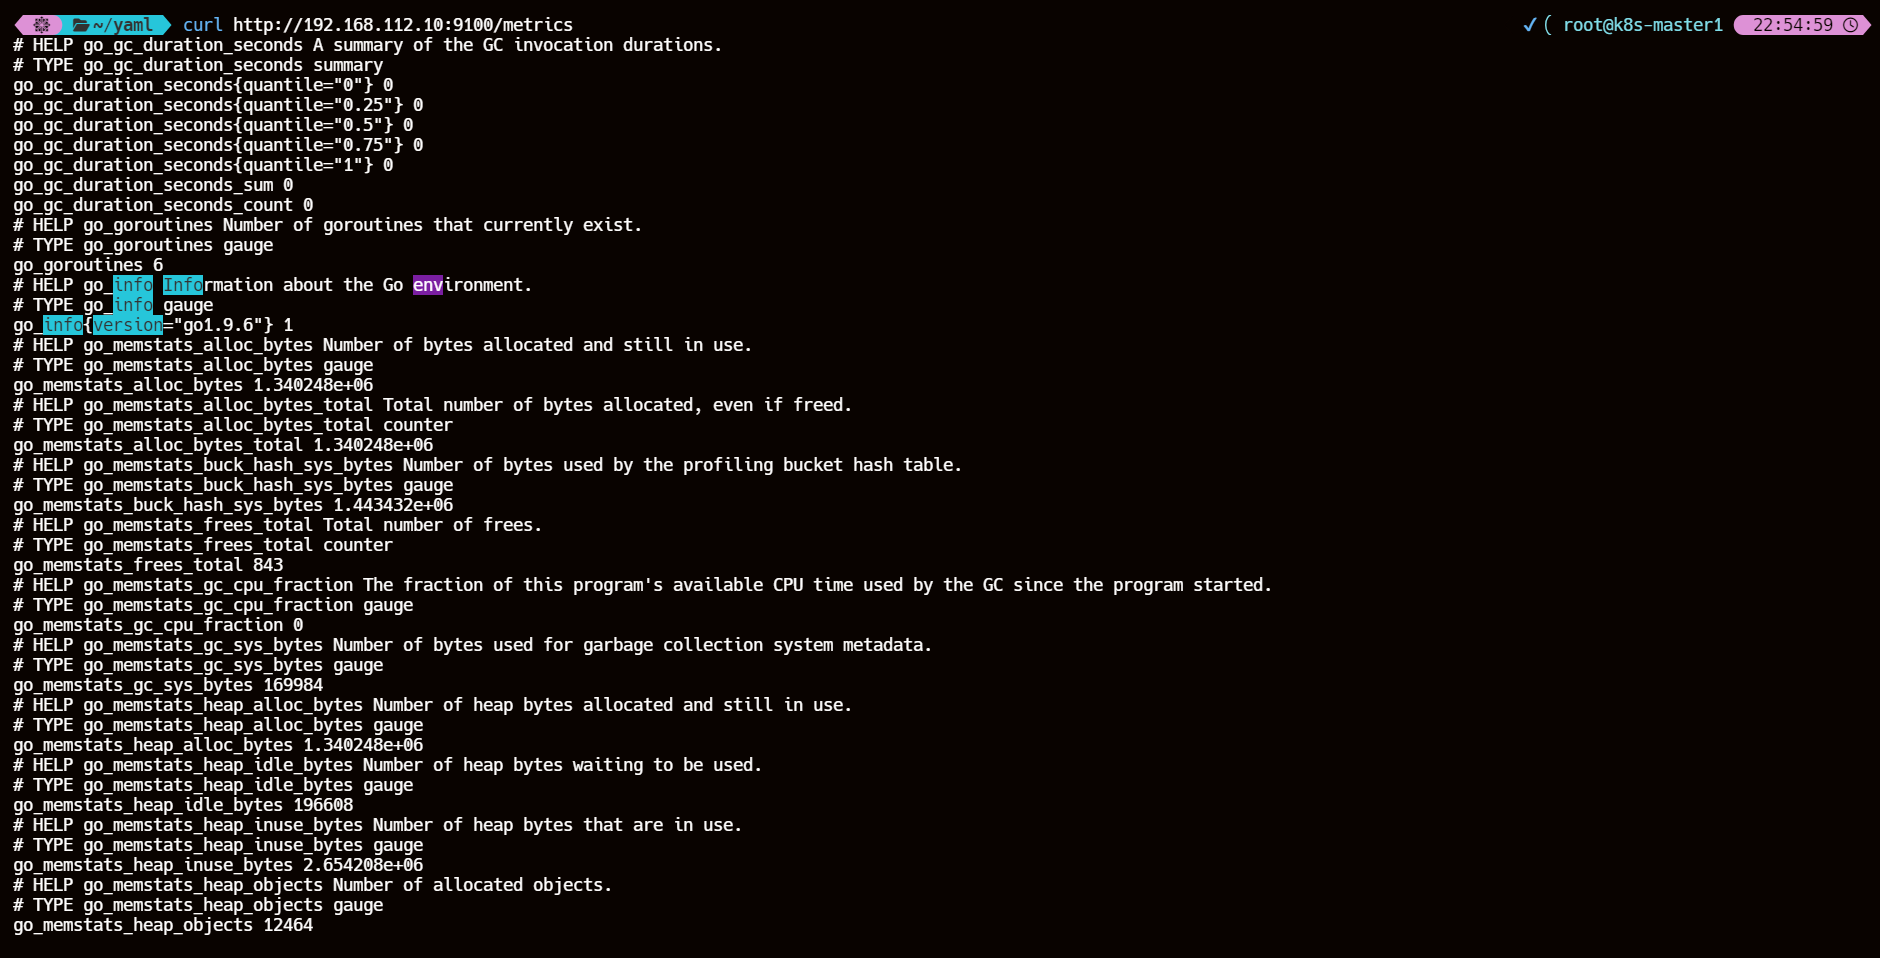 ~/yaml curl http://192.168.112.10:9100/metrics ✓ ( root@k8s-master1 22:54:59
# HELP go_gc_duration_seconds A summary of the GC invocation durations.
# TYPE go_gc_duration_seconds summary
go_gc_duration_seconds{quantile="0"} 0
go_gc_duration_seconds{quantile="0.25"} 0
go_gc_duration_seconds{quantile="0.5"} 0
go_gc_duration_seconds{quantile="0.75"} 0
go_gc_duration_seconds{quantile="1"} 0
go_gc_duration_seconds_sum 0
go_gc_duration_seconds_count 0
# HELP go_goroutines Number of goroutines that currently exist.
# TYPE go_goroutines gauge
go_goroutines 6
# HELP go_info Information about the Go environment.
# TYPE go_info gauge
go_info{version="go1.9.6"} 1
# HELP go_memstats_alloc_bytes Number of bytes allocated and still in use.
# TYPE go_memstats_alloc_bytes gauge
go_memstats_alloc_bytes 1.340248e+06
# HELP go_memstats_alloc_bytes_total Total number of bytes allocated, even if freed.
# TYPE go_memstats_alloc_bytes_total counter
go_memstats_alloc_bytes_total 1.340248e+06
# HELP go_memstats_buck_hash_sys_bytes Number of bytes used by the profiling bucket hash table.
# TYPE go_memstats_buck_hash_sys_bytes gauge
go_memstats_buck_hash_sys_bytes 1.443432e+06
# HELP go_memstats_frees_total Total number of frees.
# TYPE go_memstats_frees_total counter
go_memstats_frees_total 843
# HELP go_memstats_gc_cpu_fraction The fraction of this program's available CPU time used by the GC since the program started.
# TYPE go_memstats_gc_cpu_fraction gauge
go_memstats_gc_cpu_fraction 0
# HELP go_memstats_gc_sys_bytes Number of bytes used for garbage collection system metadata.
# TYPE go_memstats_gc_sys_bytes gauge
go_memstats_gc_sys_bytes 169984
# HELP go_memstats_heap_alloc_bytes Number of heap bytes allocated and still in use.
# TYPE go_memstats_heap_alloc_bytes gauge
go_memstats_heap_alloc_bytes 1.340248e+06
# HELP go_memstats_heap_idle_bytes Number of heap bytes waiting to be used.
# TYPE go_memstats_heap_idle_bytes gauge
go_memstats_heap_idle_bytes 196608
# HELP go_memstats_heap_inuse_bytes Number of heap bytes that are in use.
# TYPE go_memstats_heap_inuse_bytes gauge
go_memstats_heap_inuse_bytes 2.654208e+06
# HELP go_memstats_heap_objects Number of allocated objects.
# TYPE go_memstats_heap_objects gauge
go_memstats_heap_objects 12464